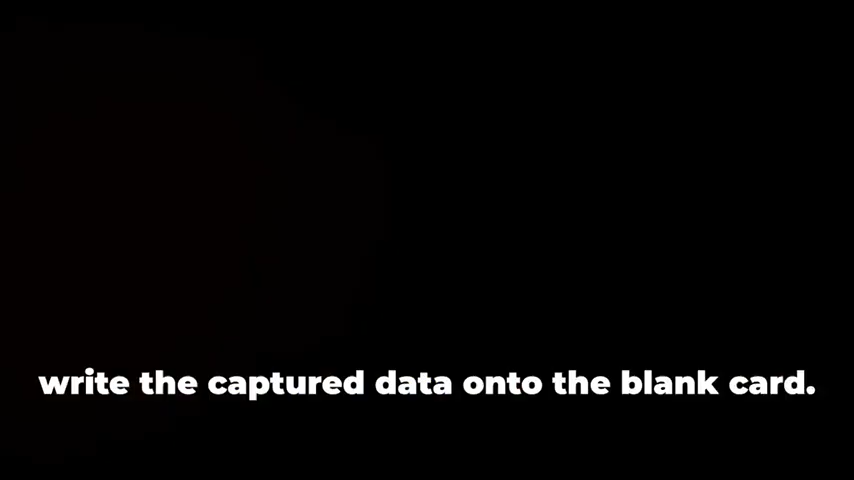 write the captured data onto the blank card.